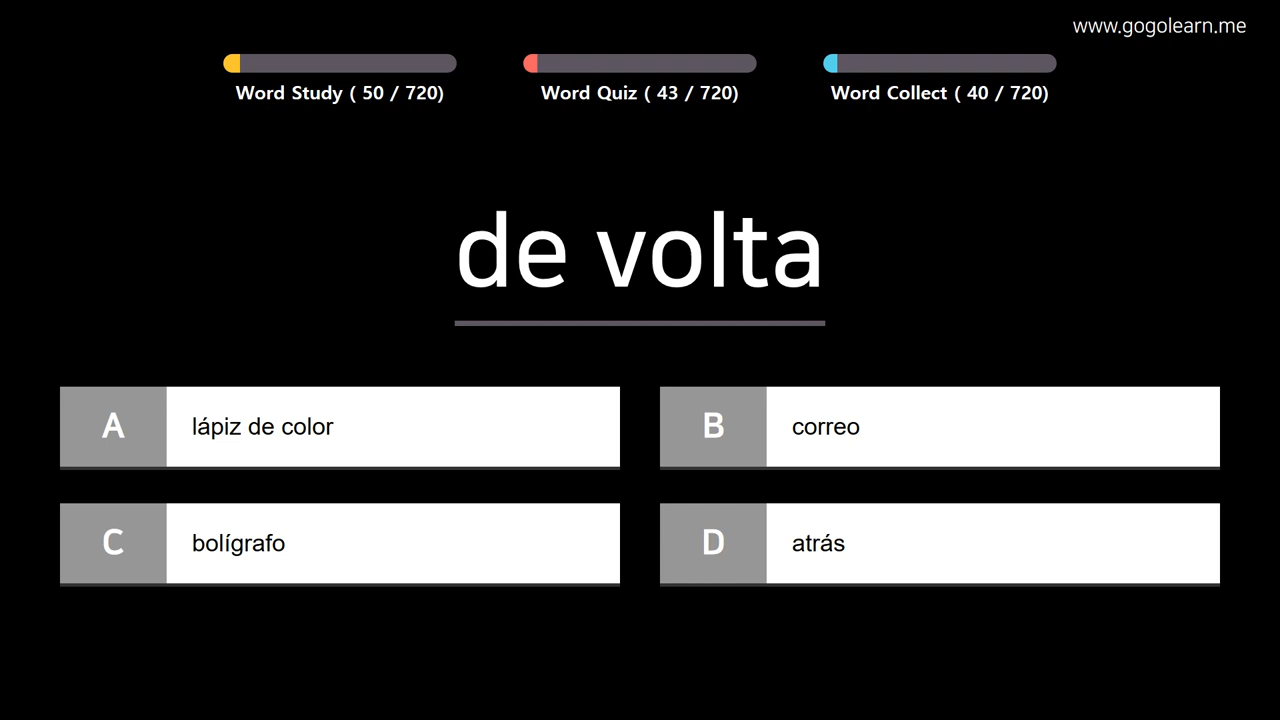 www.gogolearn.me
Word Study ( 50 / 720)
Word Quiz ( 43 / 720)
Word Collect ( 40 / 720)
de volta
A lápiz de color
B correo
C bolígrafo
D atrás